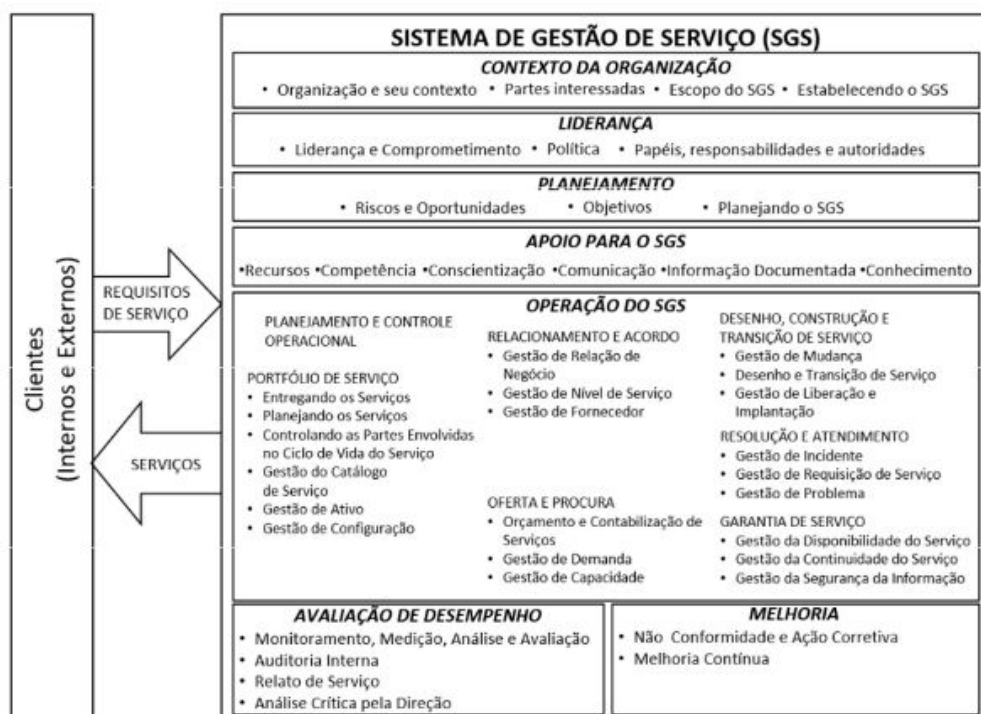 Clientes
(Internos e Externos)
REQUISITOS
DE SERVIÇO
SERVIÇOS
SISTEMA DE GESTÃO DE SERVIÇO (SGS)
CONTEXTO DA ORGANIZAÇÃO
• Organização e seu contexto • Partes interessadas • Escopo do SGS • Estabelecendo o SGS
LIDERANÇA
• Liderança e Comprometimento • Política • Papéis, responsabilidades e autoridades
PLANEJAMENTO
• Riscos e Oportunidades • Objetivos • Planejando o SGS
APOIO PARA O SGS
•Recursos •Competência •Conscientização •Comunicação •Informação Documentada •Conhecimento
OPERAÇÃO DO SGS
PLANEJAMENTO E CONTROLE
OPERACIONAL
PORTFÓLIO DE SERVIÇO
• Entregando os Serviços
• Planejando os Serviços
• Controlando as Partes Envolvidas
no Ciclo de Vida do Serviço
• Gestão do Catálogo
de Serviço
• Gestão de Ativo
• Gestão de Configuração
RELACIONAMENTO E ACORDO
• Gestão de Relação de
Negócio
• Gestão de Nível de Serviço
• Gestão de Fornecedor
OFERTA E PROCURA
• Orçamento e Contabilização de
Serviços
• Gestão de Demanda
• Gestão de Capacidade
DESENHO, CONSTRUÇÃO E
TRANSIÇÃO DE SERVIÇO
• Gestão de Mudança
• Desenho e Transição de Serviço
• Gestão de Liberação e
Implantação
RESOLUÇÃO E ATENDIMENTO
• Gestão de Incidente
• Gestão de Requisição de Serviço
• Gestão de Problema
GARANTIA DE SERVIÇO
• Gestão da Disponibilidade do Serviço
• Gestão da Continuidade do Serviço
• Gestão da Segurança da Informação
AVALIAÇÃO DE DESEMPENHO
• Monitoramento, Medição, Análise e Avaliação
• Auditoria Interna
• Relato de Serviço
• Análise Crítica pela Direção
MELHORIA
• Não Conformidade e Ação Corretiva
• Melhoria Contínua